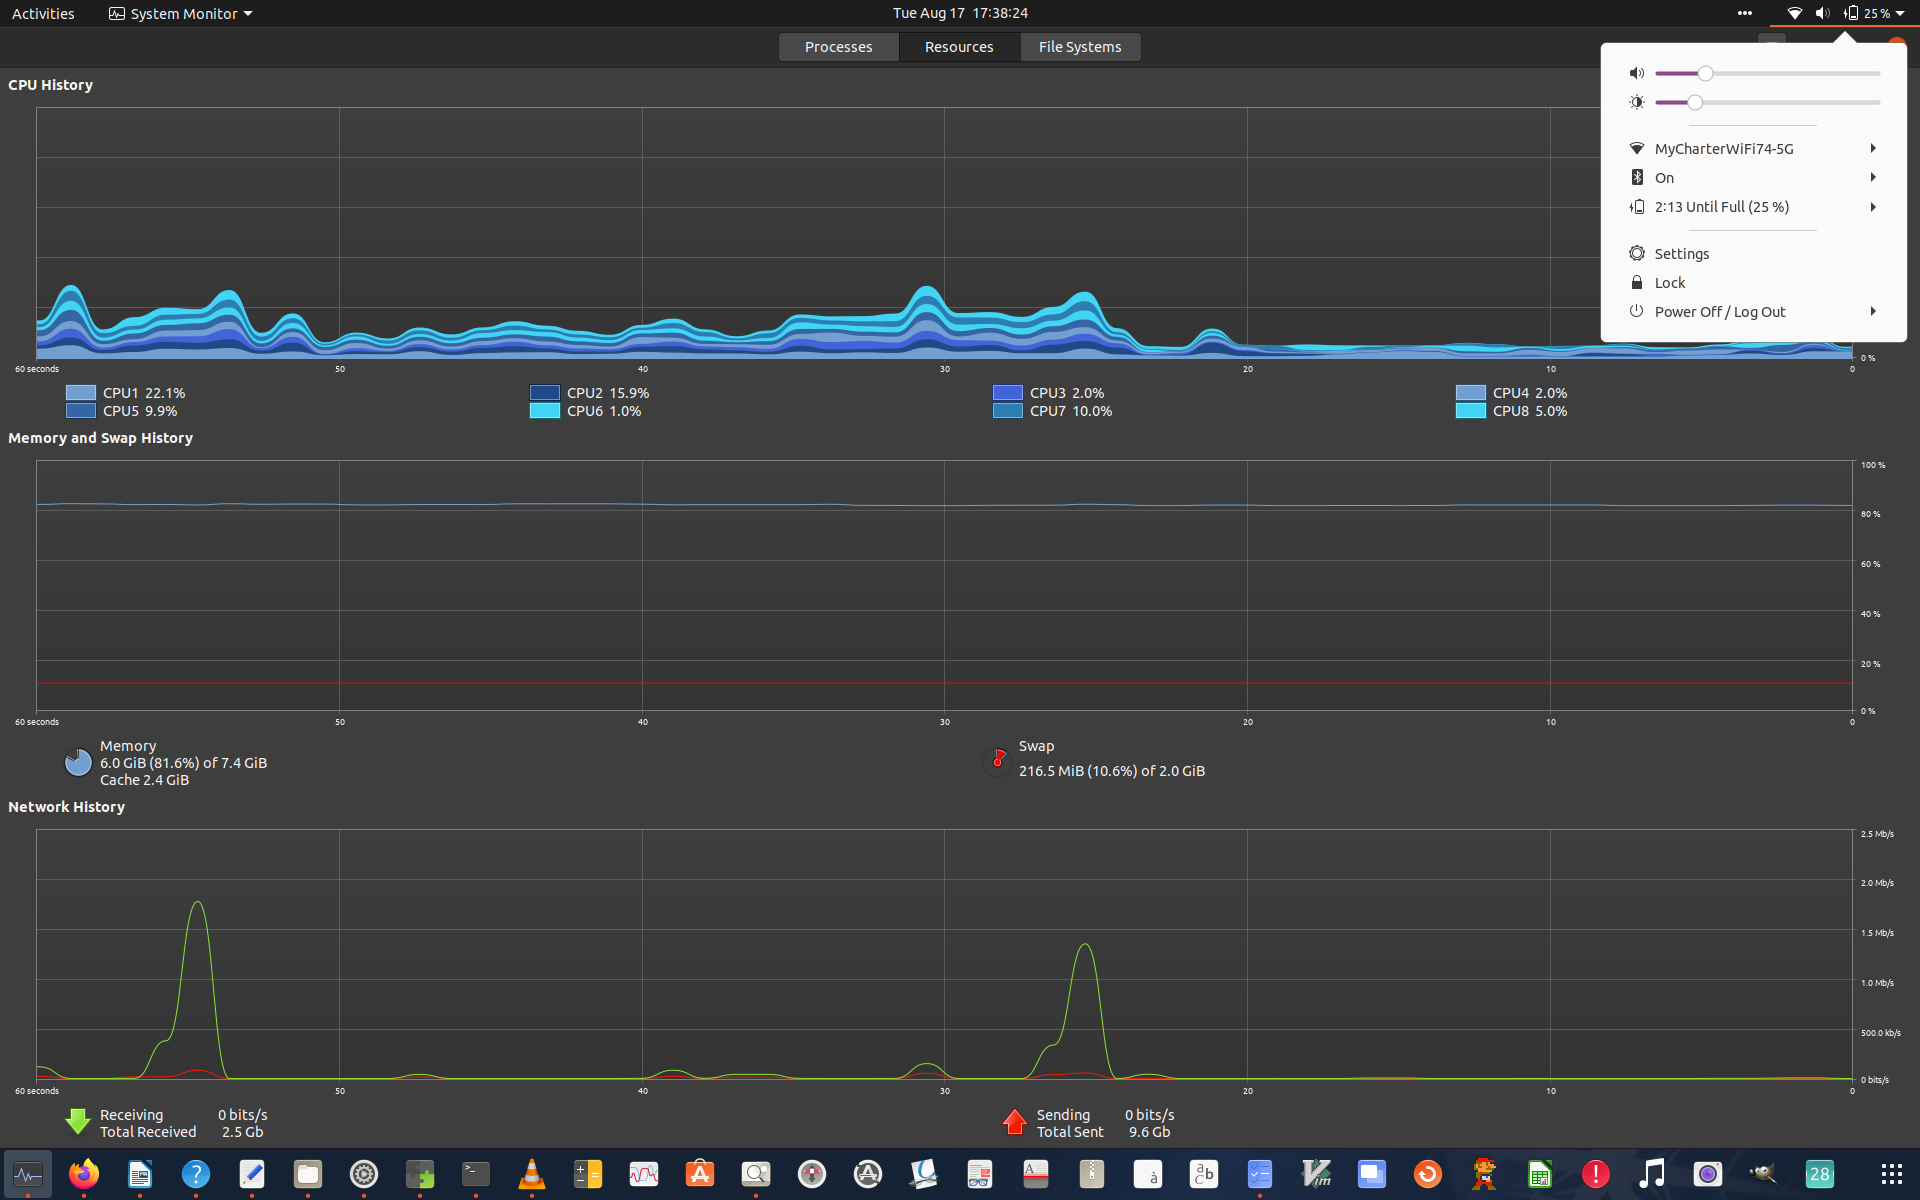 Activities System Monitor Tue Aug 17 17:38:24 25 %
Processes Resources File Systems
CPU History
MyCharterWiFi74-5G
On
2:13 Until Full (25 %)
Settings
Lock
Power Off / Log Out
0 %
60 seconds 50 40 30 20 10 0
CPU1 22.1% CPU2 15.9% CPU3 2.0% CPU4 2.0%
CPU5 9.9% CPU6 1.0% CPU7 10.0% CPU8 5.0%
Memory and Swap History
100 %
80 %
60 %
40 %
20 %
0 %
60 seconds 50 40 30 20 10 0
Memory Swap
6.0 GiB (81.6%) of 7.4 GiB 216.5 MiB (10.6%) of 2.0 GiB
Cache 2.4 GiB
Network History
2.5 Mb/s
2.0 Mb/s
1.5 Mb/s
1.0 Mb/s
500.0 kb/s
0 bits/s
60 seconds 50 40 30 20 10 0
Receiving 0 bits/s Sending 0 bits/s
Total Received 2.5 Gb Total Sent 9.6 Gb
? >_ A à a b c Vim ! 28